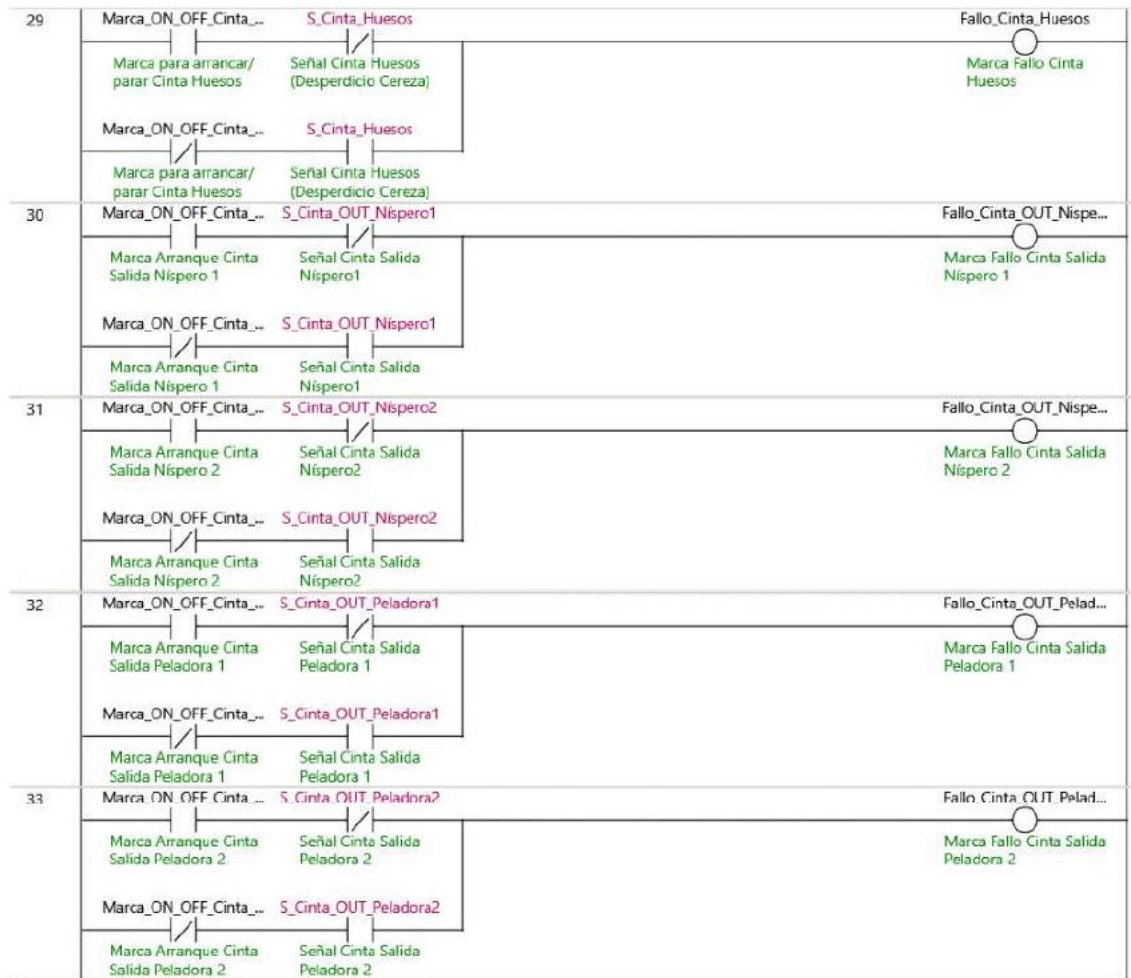 29
Marca_ON_OFF_Cinta_... S_Cinta_Huesos Fallo_Cinta_Huesos
Marca para arrancar/ Señal Cinta Huesos Marca Fallo Cinta
parar Cinta Huesos (Desperdicio Cereza) Huesos
Marca_ON_OFF_Cinta_... S_Cinta_Huesos
Marca para arrancar/ Señal Cinta Huesos
parar Cinta Huesos (Desperdicio Cereza)
30
Marca_ON_OFF_Cinta_... S_Cinta_OUT_Níspero1 Fallo_Cinta_OUT_Nispe...
Marca Arranque Cinta Señal Cinta Salida Marca Fallo Cinta Salida
Salida Níspero 1 Níspero1 Níspero 1
Marca_ON_OFF_Cinta_... S_Cinta_OUT_Níspero1
Marca Arranque Cinta Señal Cinta Salida
Salida Níspero 1 Níspero1
31
Marca_ON_OFF_Cinta_... S_Cinta_OUT_Níspero2 Fallo_Cinta_OUT_Nispe...
Marca Arranque Cinta Señal Cinta Salida Marca Fallo Cinta Salida
Salida Níspero 2 Níspero2 Níspero 2
Marca_ON_OFF_Cinta_... S_Cinta_OUT_Níspero2
Marca Arranque Cinta Señal Cinta Salida
Salida Níspero 2 Níspero2
32
Marca_ON_OFF_Cinta_... S_Cinta_OUT_Peladora1 Fallo_Cinta_OUT_Pelad...
Marca Arranque Cinta Señal Cinta Salida Marca Fallo Cinta Salida
Salida Peladora 1 Peladora 1 Peladora 1
Marca_ON_OFF_Cinta_... S_Cinta_OUT_Peladora1
Marca Arranque Cinta Señal Cinta Salida
Salida Peladora 1 Peladora 1
33
Marca_ON_OFF_Cinta_... S_Cinta_OUT_Peladora2 Fallo_Cinta_OUT_Pelad...
Marca Arranque Cinta Señal Cinta Salida Marca Fallo Cinta Salida
Salida Peladora 2 Peladora 2 Peladora 2
Marca_ON_OFF_Cinta_... S_Cinta_OUT_Peladora2
Marca Arranque Cinta Señal Cinta Salida
Salida Peladora 2 Peladora 2